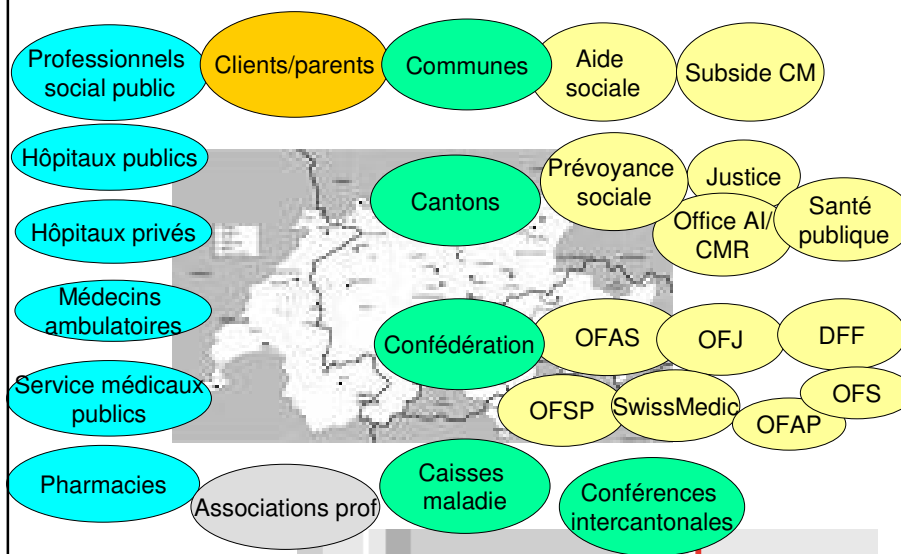 Professionnels
social public
Clients/parents
Communes
Aide
sociale
Subside CM
Hôpitaux publics
Cantons
Prévoyance
sociale
Justice
Office AI/
CMR
Santé
publique
Hôpitaux privés
Médecins
ambulatoires
Confédération
OFAS
OFJ
DFF
Service médicaux
publics
OFSP
SwissMedic
OFAP
OFS
Pharmacies
Associations prof
Caisses
maladie
Conférences
intercantonales